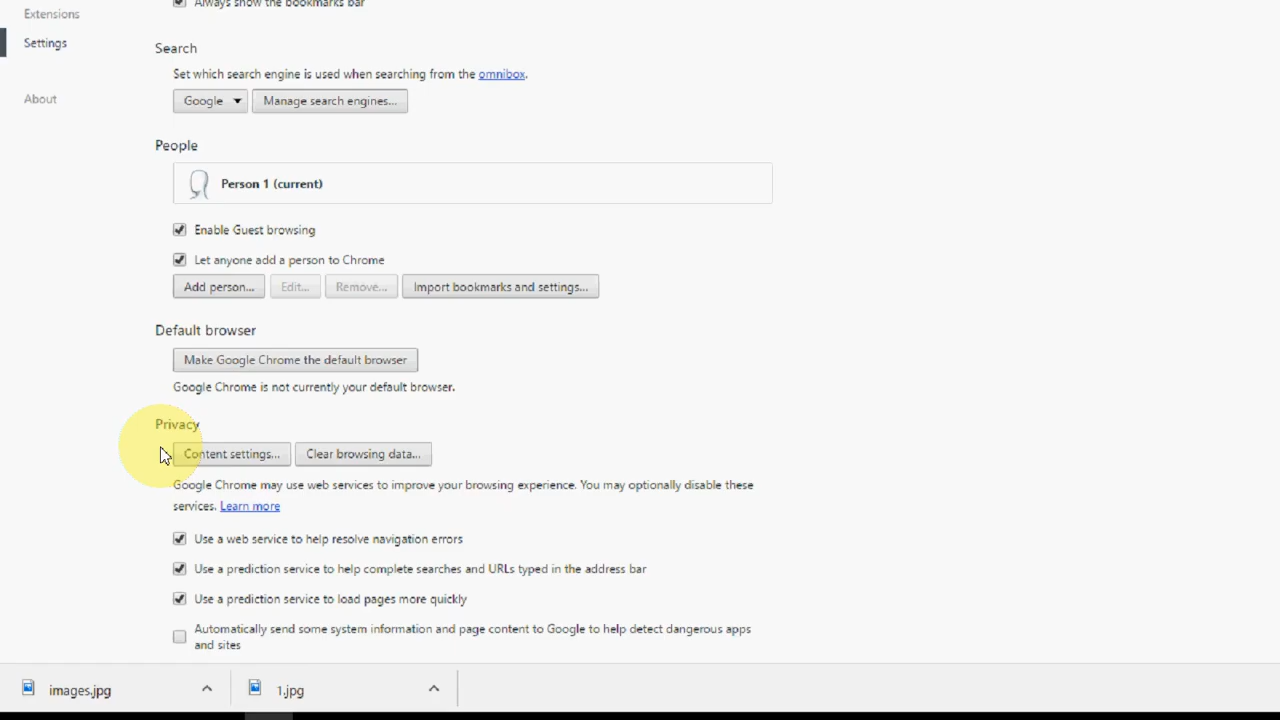 Always show the bookmarks bar
Extensions
Settings
About
Search
Set which search engine is used when searching from the omnibox.
Google
Manage search engines...
People
Person 1 (current)
Enable Guest browsing
Let anyone add a person to Chrome
Add person...
Edit...
Remove...
Import bookmarks and settings...
Default browser
Make Google Chrome the default browser
Google Chrome is not currently your default browser.
Privacy
Content settings...
Clear browsing data...
Google Chrome may use web services to improve your browsing experience. You may optionally disable these
services. Learn more
Use a web service to help resolve navigation errors
Use a prediction service to help complete searches and URLs typed in the address bar
Use a prediction service to load pages more quickly
Automatically send some system information and page content to Google to help detect dangerous apps
and sites
images.jpg
1.jpg